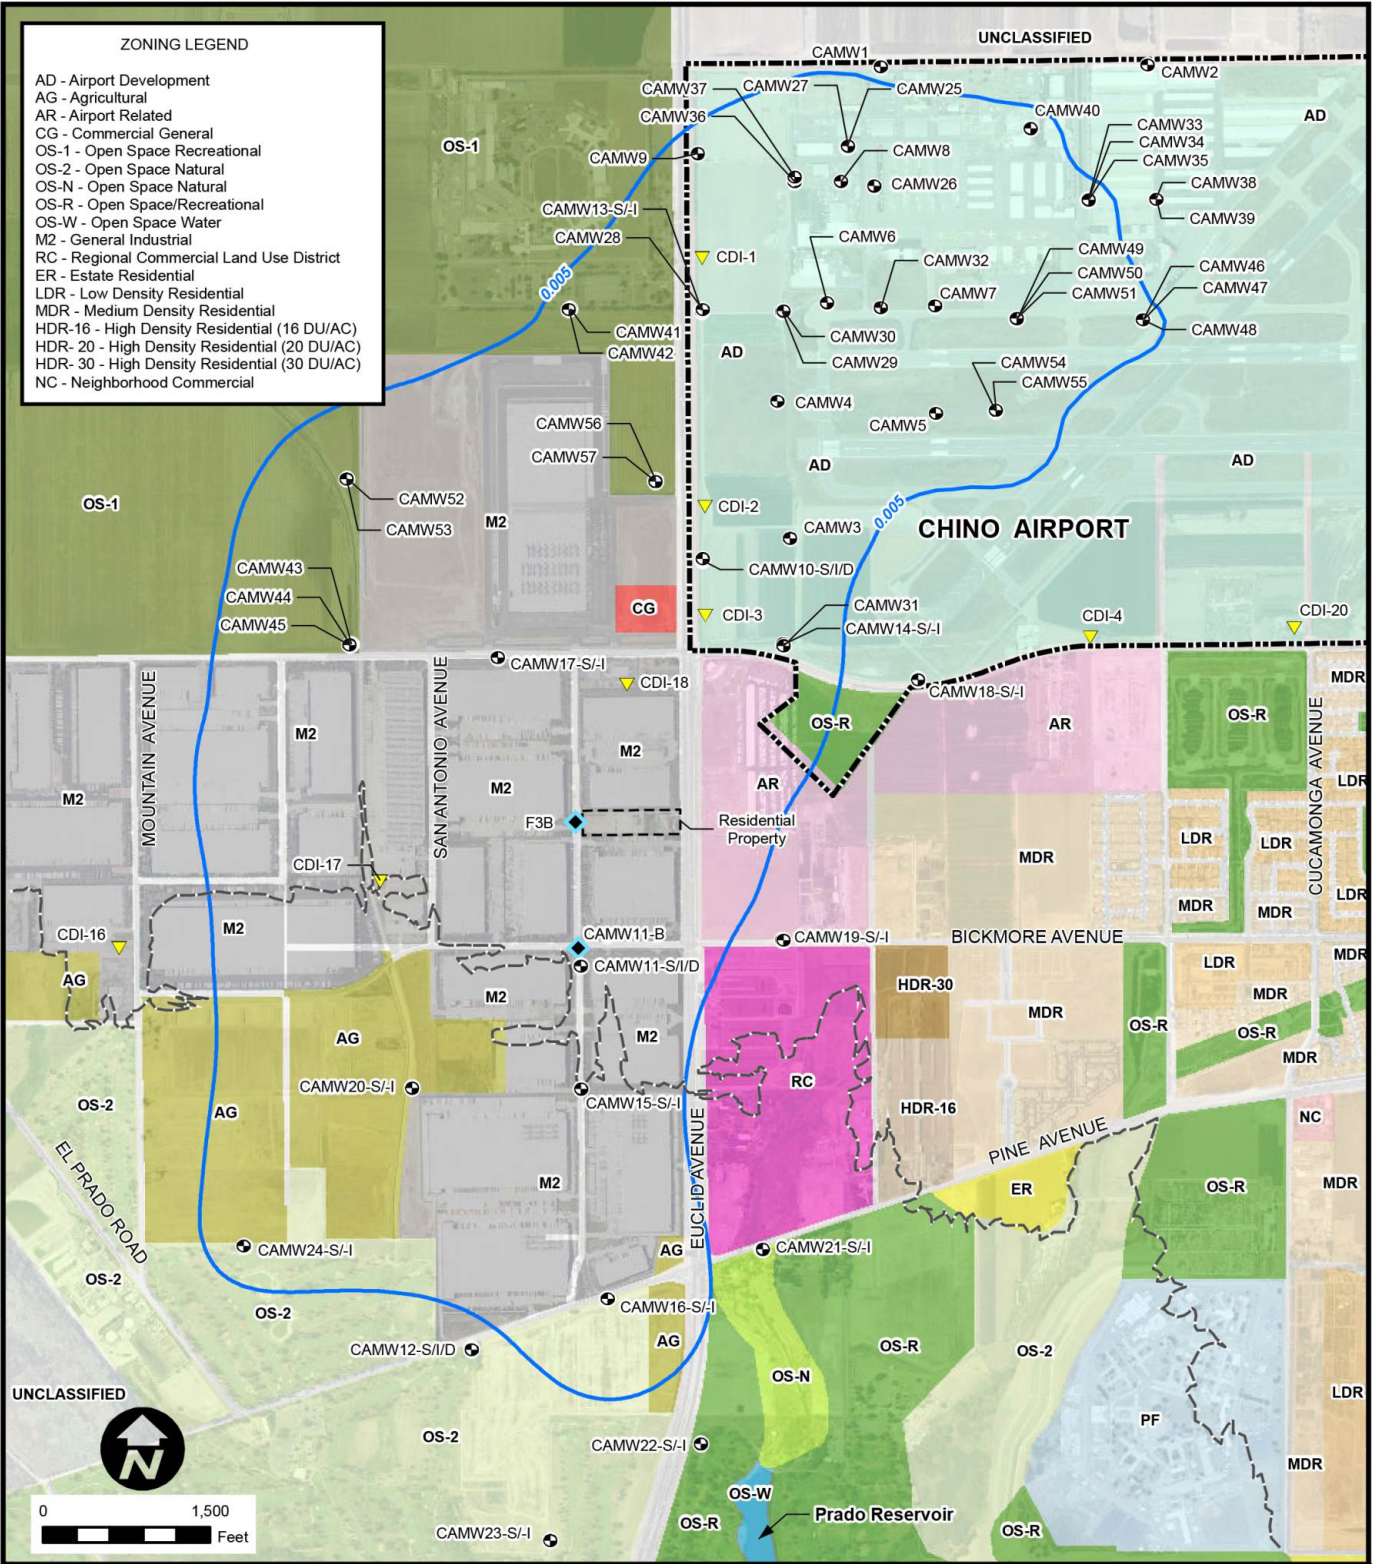 ZONING LEGEND
AD - Airport Development
AG - Agricultural
AR - Airport Related
CG - Commercial General
OS-1 - Open Space Recreational
OS-2 - Open Space Natural
OS-N - Open Space Natural
OS-R - Open Space/Recreational
OS-W - Open Space Water
M2 - General Industrial
RC - Regional Commercial Land Use District
ER - Estate Residential
LDR - Low Density Residential
MDR - Medium Density Residential
HDR-16 - High Density Residential (16 DU/AC)
HDR- 20 - High Density Residential (20 DU/AC)
HDR- 30 - High Density Residential (30 DU/AC)
NC - Neighborhood Commercial
UNCLASSIFIED
CAMW1
CAMW2
CAMW37
CAMW27
CAMW25
CAMW36
CAMW40
AD
CAMW33
CAMW34
CAMW35
OS-1
CAMW9
CAMW8
CAMW26
CAMW38
CAMW39
CAMW13-S/-I
CAMW28
CAMW6
CDI-1
CAMW32
CAMW49
CAMW50
CAMW51
CAMW46
CAMW47
CAMW48
0.005
CAMW7
CAMW41
CAMW42
CAMW30
CAMW29
AD
CAMW54
CAMW55
CAMW4
CAMW5
CAMW56
CAMW57
AD
AD
OS-1
CAMW52
CAMW53
M2
CDI-2
0.005
CAMW3
CHINO AIRPORT
CAMW10-S/I/D
CAMW43
CAMW44
CAMW45
CG
CDI-3
CAMW31
CAMW14-S/-I
CDI-4
CDI-20
CAMW17-S/-I
CDI-18
CAMW18-S/-I
MDR
MOUNTAIN AVENUE
SAN ANTONIO AVENUE
M2
M2
OS-R
AR
OS-R
CUCAMONGA AVENUE
M2
M2
AR
LDR
F3B
Residential
Property
LDR
LDR
MDR
CDI-17
LDR
MDR
MDR
M2
CDI-16
CAMW11-B
CAMW19-S/-I
BICKMORE AVENUE
MDR
CAMW11-S/I/D
LDR
AG
M2
HDR-30
MDR
MDR
OS-R
OS-R
AG
M2
MDR
CAMW20-S/-I
RC
OS-2
AG
CAMW15-S/-I
HDR-16
NC
EL PRADO ROAD
EUCLID AVENUE
PINE AVENUE
M2
ER
OS-R
MDR
CAMW24-S/-I
AG
CAMW21-S/-I
OS-2
OS-2
CAMW16-S/-I
AG
CAMW12-S/I/D
OS-R
OS-2
OS-N
UNCLASSIFIED
LDR
PF
OS-2
CAMW22-S/-I
MDR
N
OS-W
0 1,500
Feet
Prado Reservoir
CAMW23-S/-I
OS-R
OS-R